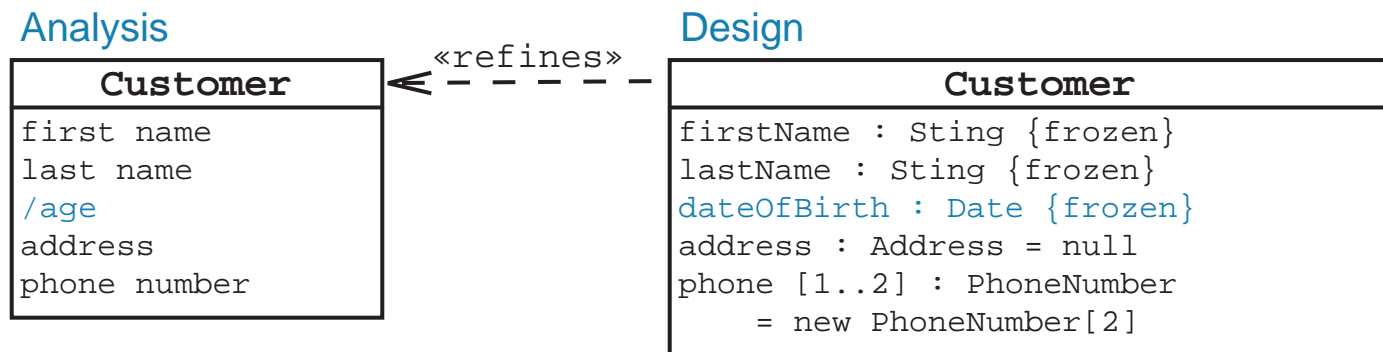 Analysis
Design
«refines»
Customer
first name
last name
/age
address
phone number
Customer
firstName : Sting {frozen}
lastName : Sting {frozen}
dateOfBirth : Date {frozen}
address : Address = null
phone [1..2] : PhoneNumber
= new PhoneNumber[2]